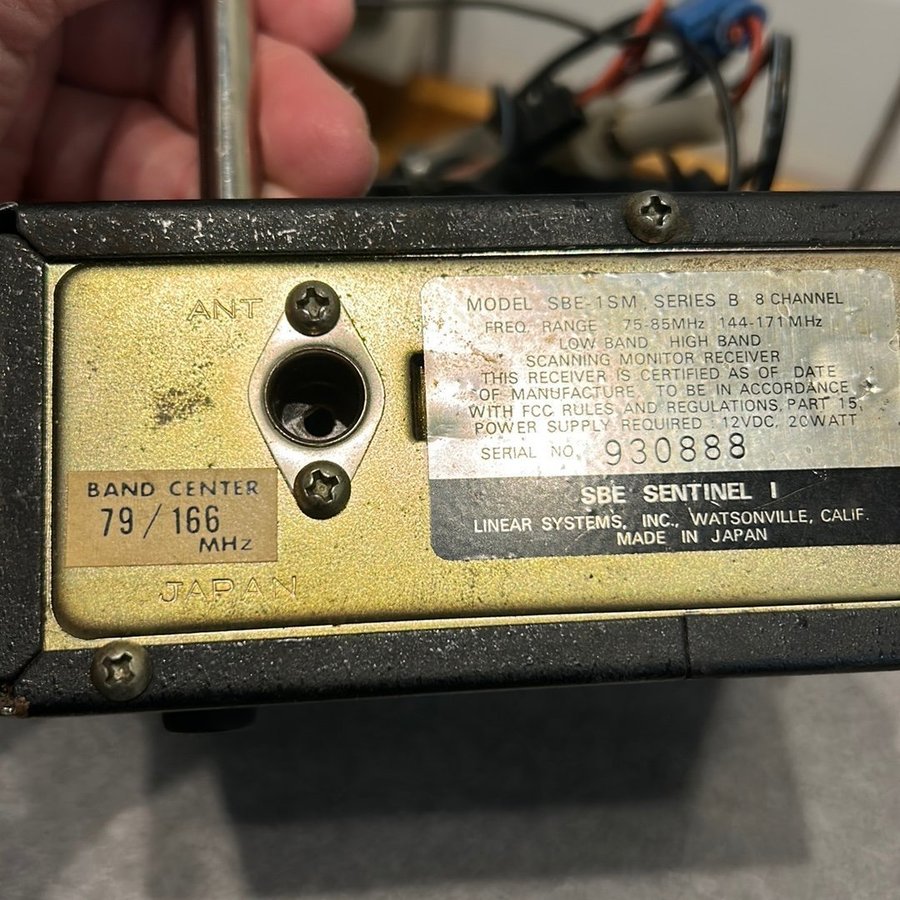 ANT
BAND CENTER
79/166
MHz
JAPAN
MODEL SBE-1SM SERIES B 8 CHANNEL
FREQ. RANGE 75-85MHz 144-171MHz
LOW BAND HIGH BAND
SCANNING MONITOR RECEIVER
THIS RECEIVER IS CERTIFIED AS OF DATE
OF MANUFACTURE TO BE IN ACCORDANCE
WITH FCC RULES AND REGULATIONS, PART 15,
POWER SUPPLY REQUIRED : 12VDC, 20WATT
SERIAL NO. 930888
SBE SENTINEL I
LINEAR SYSTEMS, INC., WATSONVILLE, CALIF.
MADE IN JAPAN